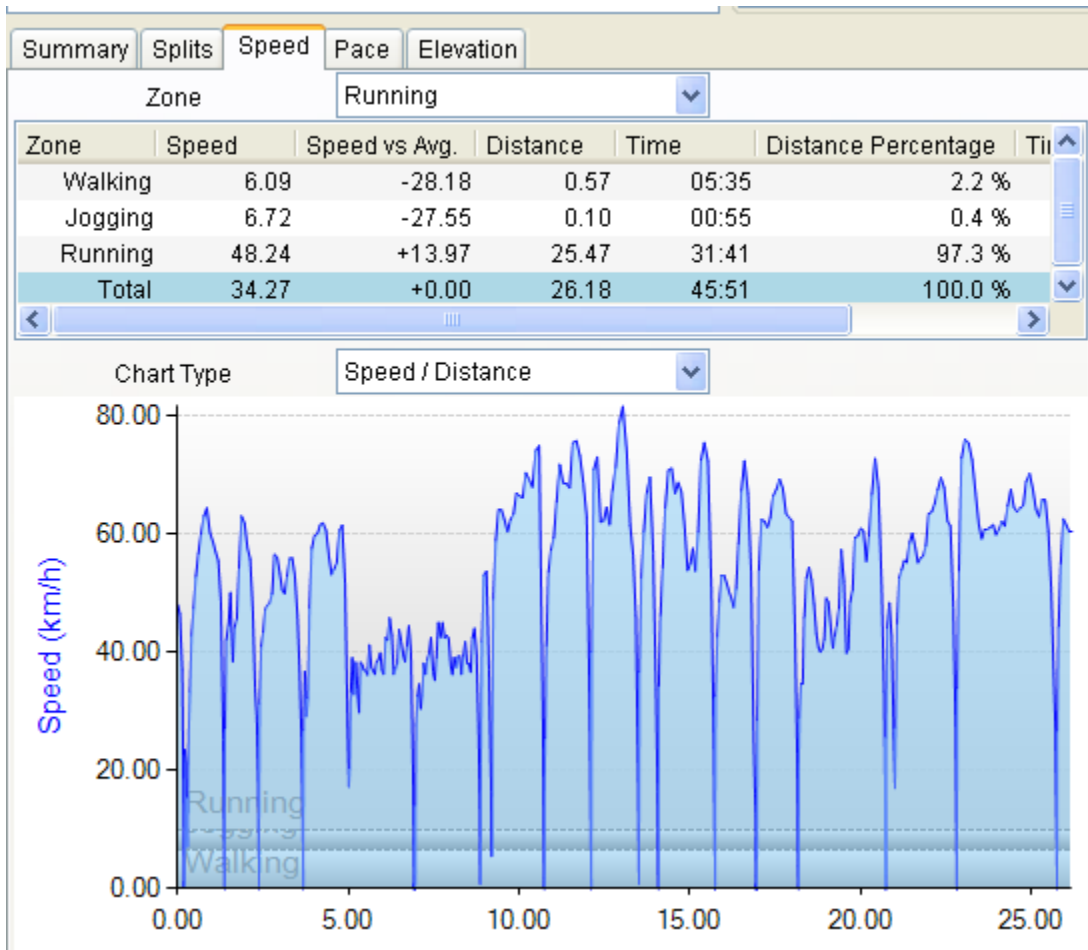 Summary Splits Speed Pace Elevation
Zone Running
Zone Speed Speed vs Avg. Distance Time Distance Percentage Ti
Walking 6.09 -28.18 0.57 05:35 2.2 %
Jogging 6.72 -27.55 0.10 00:55 0.4 %
Running 48.24 +13.97 25.47 31:41 97.3 %
Total 34.27 +0.00 26.18 45:51 100.0 %
Chart Type Speed / Distance
80.00
60.00
40.00
20.00
0.00
Speed (km/h)
Running
Jogging
Walking
0.00 5.00 10.00 15.00 20.00 25.00